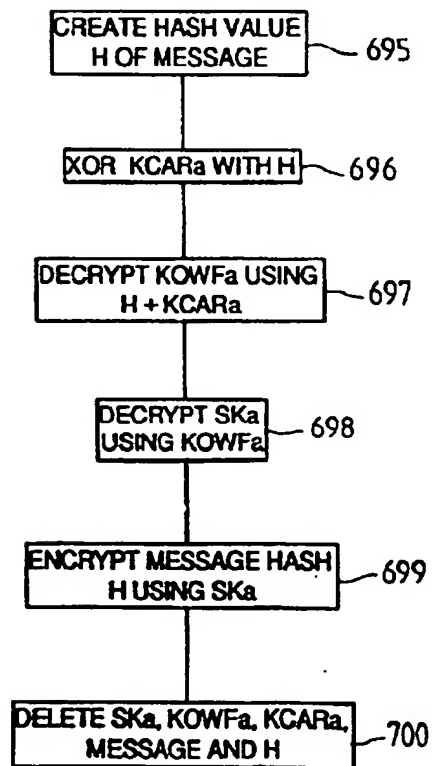 CREATE HASH VALUE
H OF MESSAGE
695
XOR KCARa WITH H
696
DECRYPT KOWFa USING
H + KCARa
697
DECRYPT SKa
USING KOWFa
698
ENCRYPT MESSAGE HASH
H USING SKa
699
DELETE SKa, KOWFa, KCARa,
MESSAGE AND H
700